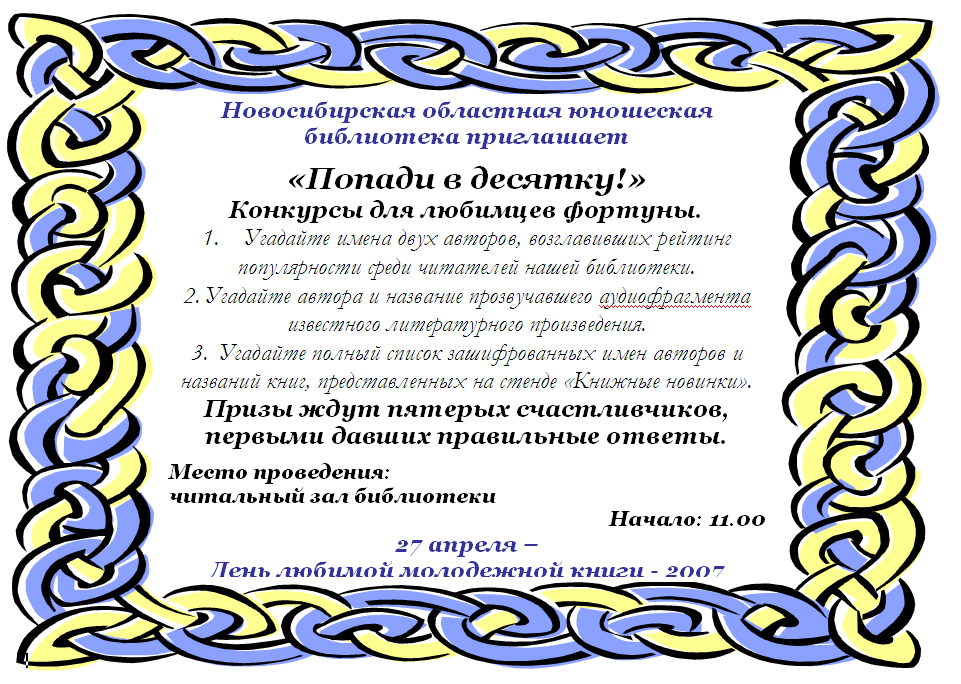 Новосибирская областная юношеская
библиотека приглашает
«Попади в десятку!»
Конкурсы для любимцев фортуны.
1. Угадайте имена двух авторов, возглавивших рейтинг
популярности среди читателей нашей библиотеки.
2. Угадайте автора и название прозвучавшего аудиофрагмента
известного литературного произведения.
3. Угадайте полный список зашифрованных имен авторов и
названий книг, представленных на стенде «Книжные новинки».
Призы ждут пятерых счастливчиков,
первыми давших правильные ответы.
Место проведения:
читальный зал библиотеки
Начало: 11.00
27 апреля –
День любимой молодежной книги - 2007